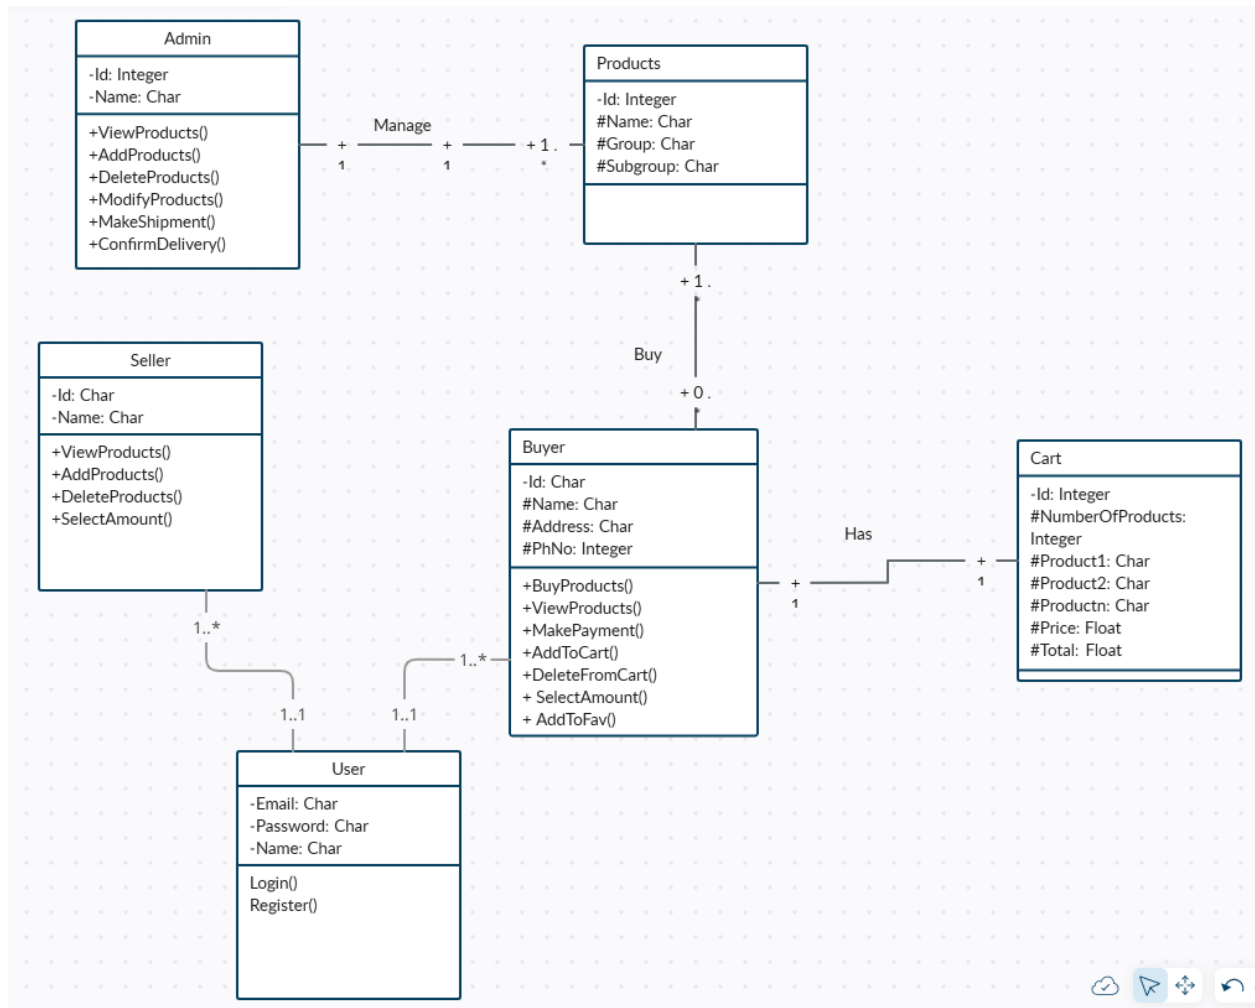 Admin
-Id: Integer
-Name: Char
+ViewProducts()
+AddProducts()
+DeleteProducts()
+ModifyProducts()
+MakeShipment()
+ConfirmDelivery()
Manage
+
1
+
1
+ 1 .
*
Products
-Id: Integer
#Name: Char
#Group: Char
#Subgroup: Char
+ 1 .
*
Buy
+ 0 .
*
Seller
-Id: Char
-Name: Char
+ViewProducts()
+AddProducts()
+DeleteProducts()
+SelectAmount()
1..*
1..1
Buyer
-Id: Char
#Name: Char
#Address: Char
#PhNo: Integer
+BuyProducts()
+ViewProducts()
+MakePayment()
+AddToCart()
+DeleteFromCart()
+ SelectAmount()
+ AddToFav()
1..*
1..1
Has
+
1
+
1
Cart
-Id: Integer
#NumberOfProducts:
Integer
#Product1: Char
#Product2: Char
#Productn: Char
#Price: Float
#Total: Float
User
-Email: Char
-Password: Char
-Name: Char
Login()
Register()